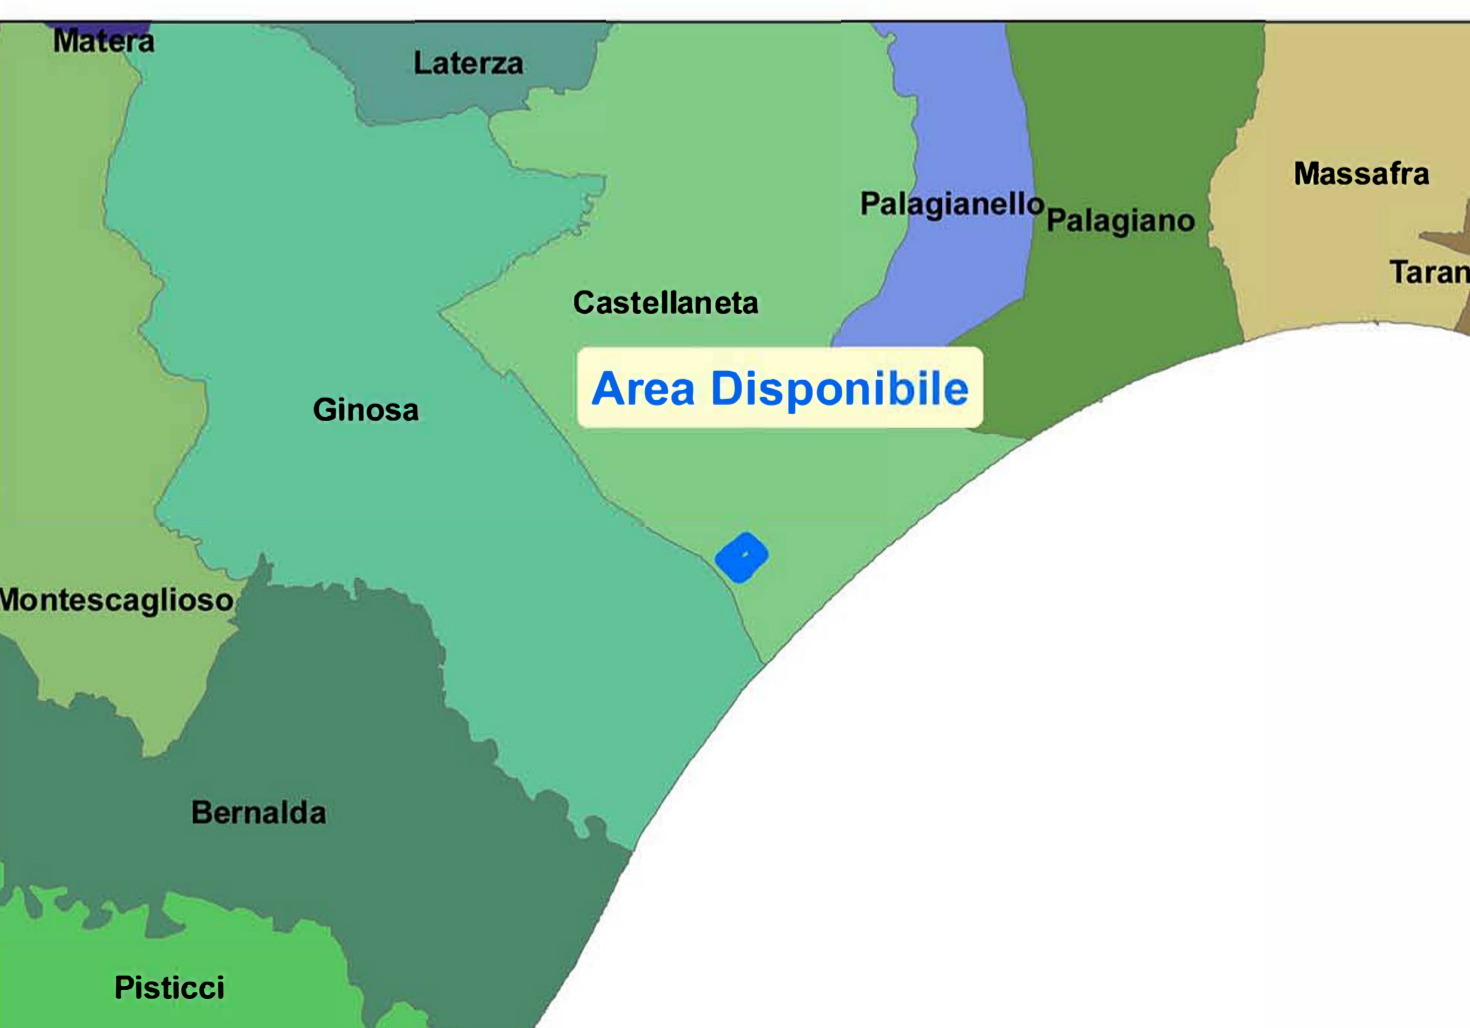 Matera
Laterza
Massafra
Palagianello
Palagiano
Taran
Castellaneta
Area Disponibile
Ginosa
Montescaglioso
Bernalda
Pisticci